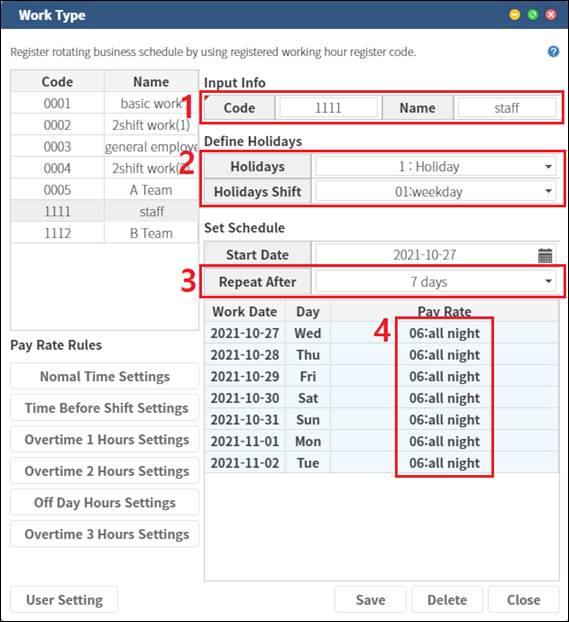 Work Type
Register rotating business schedule by using registered working hour register code.
?
Code Name
0001 basic work
0002 2shift work(1)
0003 general employe
0004 2shift work(
0005 A Team
1111 staff
1112 B Team
Pay Rate Rules
Nomal Time Settings
Time Before Shift Settings
Overtime 1 Hours Settings
Overtime 2 Hours Settings
Off Day Hours Settings
Overtime 3 Hours Settings
Input Info
1
Code 1111 Name staff
Define Holidays
2
Holidays 1 : Holiday
Holidays Shift 01:weekday
Set Schedule
Start Date 2021-10-27
3
Repeat After 7 days
Work Date Day Pay Rate
4
2021-10-27 Wed 06:all night
2021-10-28 Thu 06:all night
2021-10-29 Fri 06:all night
2021-10-30 Sat 06:all night
2021-10-31 Sun 06:all night
2021-11-01 Mon 06:all night
2021-11-02 Tue 06:all night
User Setting Save Delete Close